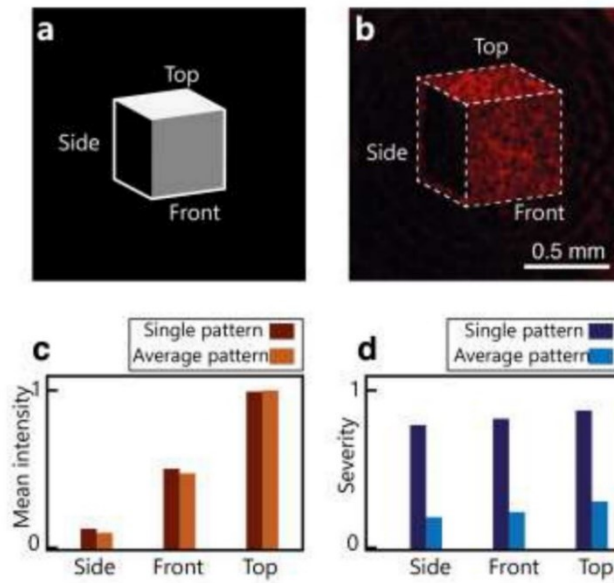 a
Top
Side
Front
b
Top
Side
Front
0.5 mm
c
Single pattern
Average pattern
Mean intensity
1
0
Side
Front
Top
d
Single pattern
Average pattern
Severity
1
0
Side
Front
Top